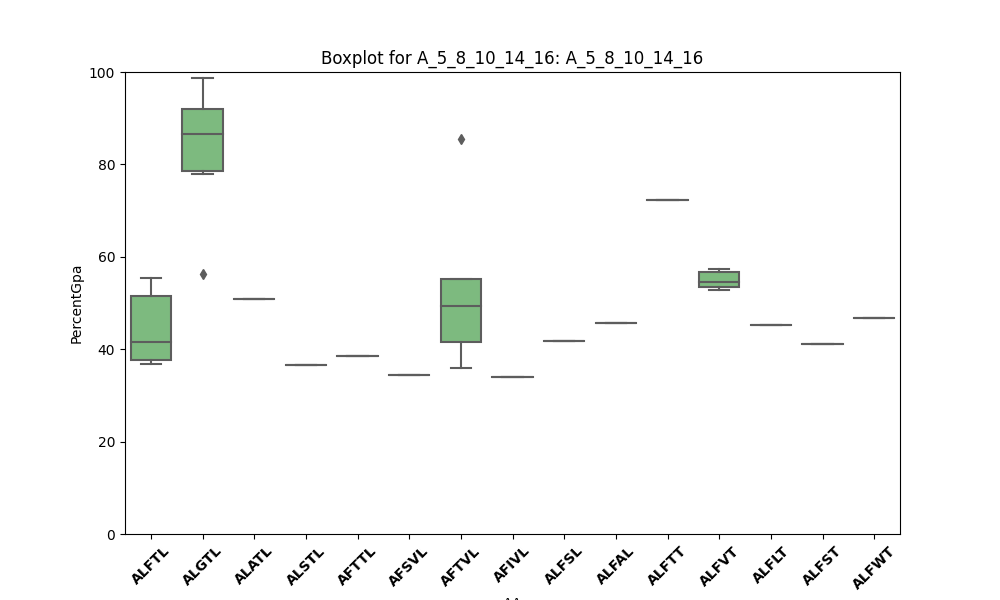 Boxplot for A_5_8_10_14_16: A_5_8_10_14_16
100
80
60
40
20
0
PercentGpa
ALFTL
ALGTL
ALATL
ALSTL
AFTTL
AFSVL
AFTVL
AFIVL
ALFSL
ALFAL
ALFTT
ALFVT
ALFLT
ALFST
ALFWT